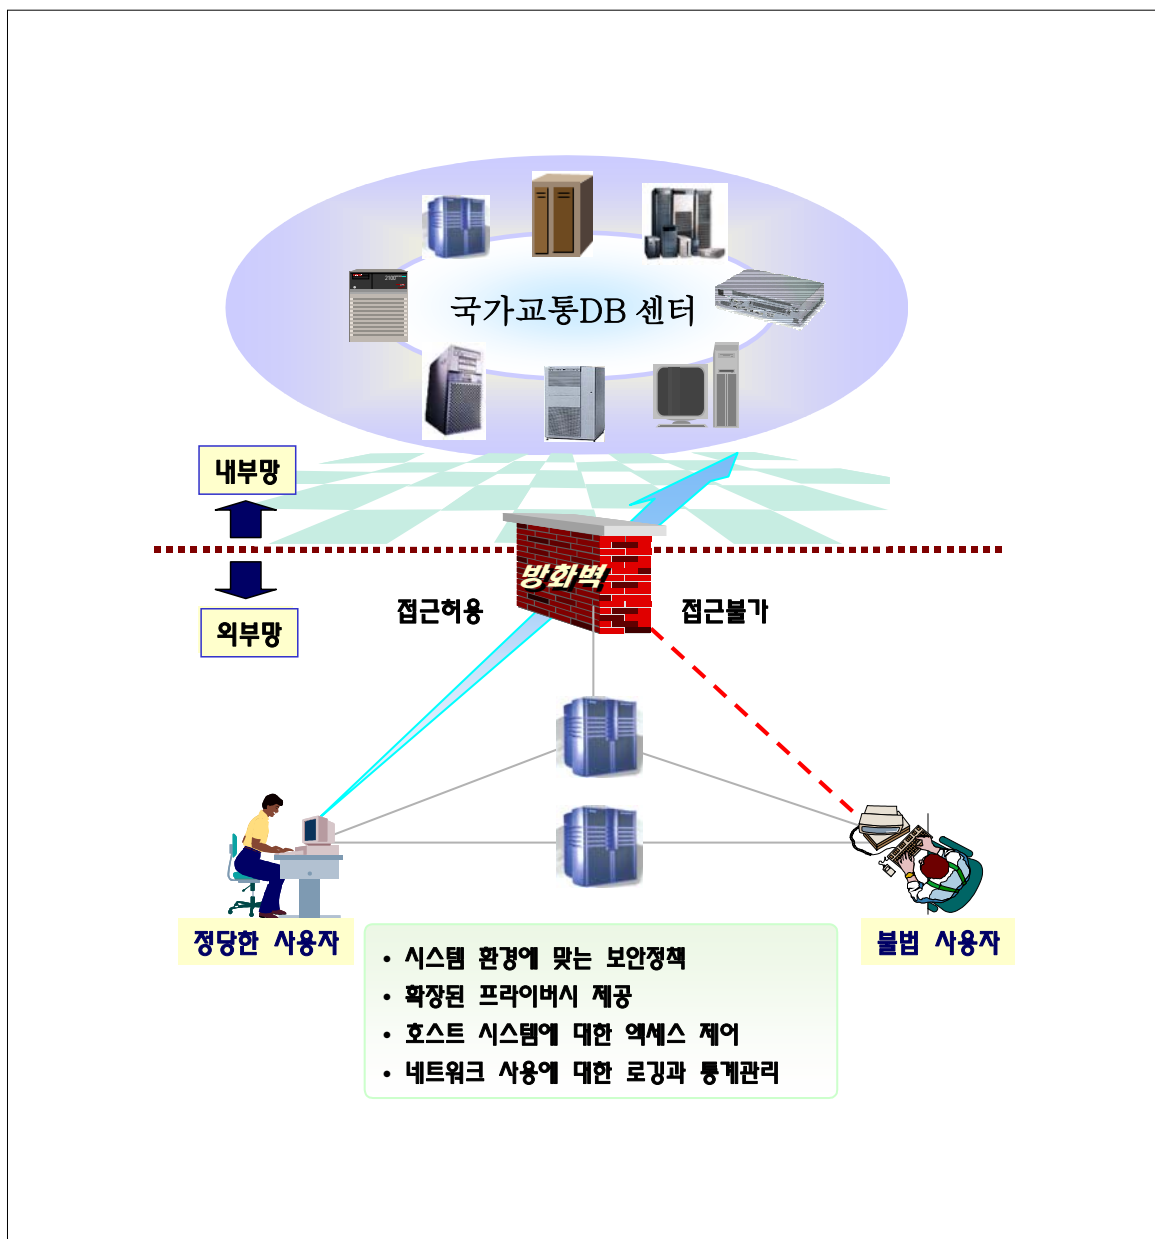 국가교통DB 센터
내부망
방화벽
접근허용
접근불가
외부망
정당한 사용자
불법 사용자
• 시스템 환경에 맞는 보안정책
• 확장된 프라이버시 제공
• 호스트 시스템에 대한 액세스 제어
• 네트워크 사용에 대한 로깅과 통계관리